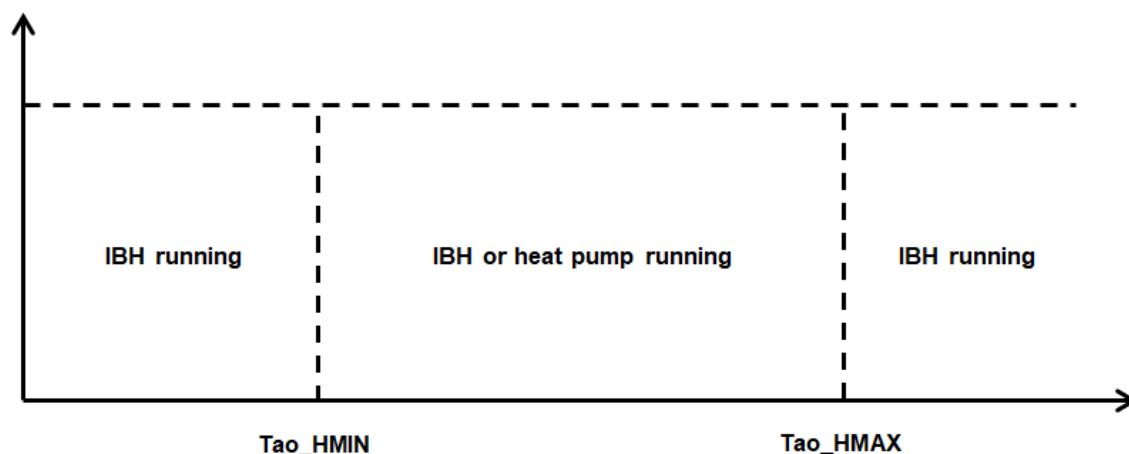 IBH running
IBH or heat pump running
IBH running
Tao_HMIN
Tao_HMAX